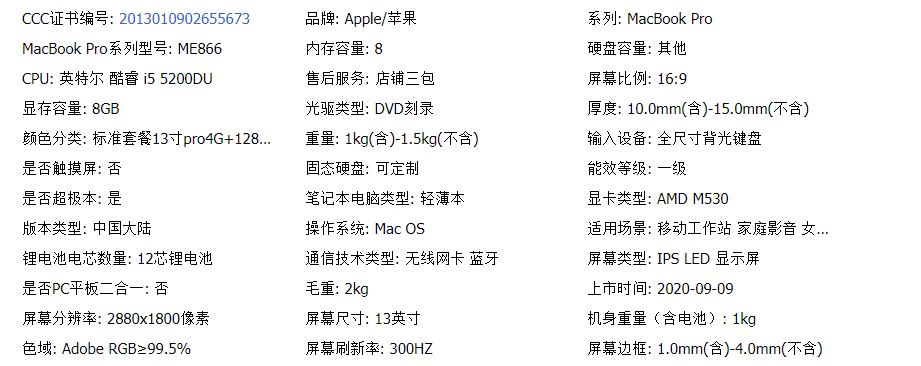 CCC证书编号: 2013010902655673 品牌: Apple/苹果 系列: MacBook Pro
MacBook Pro系列型号: ME866 内存容量: 8 硬盘容量: 其他
CPU: 英特尔 酷睿 i5 5200DU 售后服务: 店铺三包 屏幕比例: 16:9
显存容量: 8GB 光驱类型: DVD刻录 厚度: 10.0mm(含)-15.0mm(不含)
颜色分类: 标准套餐13寸pro4G+128... 重量: 1kg(含)-1.5kg(不含) 输入设备: 全尺寸背光键盘
是否触摸屏: 否 固态硬盘: 可定制 能效等级: 一级
是否超极本: 是 笔记本电脑类型: 轻薄本 显卡类型: AMD M530
版本类型: 中国大陆 操作系统: Mac OS 适用场景: 移动工作站 家庭影音 女...
锂电池电芯数量: 12芯锂电池 通信技术类型: 无线网卡 蓝牙 屏幕类型: IPS LED 显示屏
是否PC平板二合一: 否 毛重: 2kg 上市时间: 2020-09-09
屏幕分辨率: 2880x1800像素 屏幕尺寸: 13英寸 机身重量（含电池）: 1kg
色域: Adobe RGB≥99.5% 屏幕刷新率: 300HZ 屏幕边框: 1.0mm(含)-4.0mm(不含)